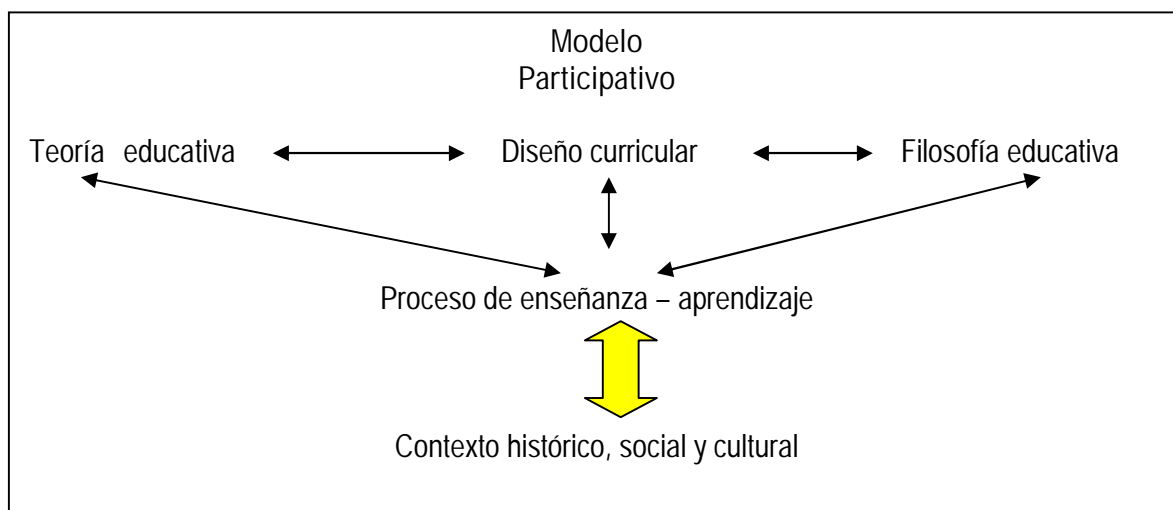 Modelo
Participativo
Teoría educativa
Diseño curricular
Filosofía educativa
Proceso de enseñanza – aprendizaje
Contexto histórico, social y cultural